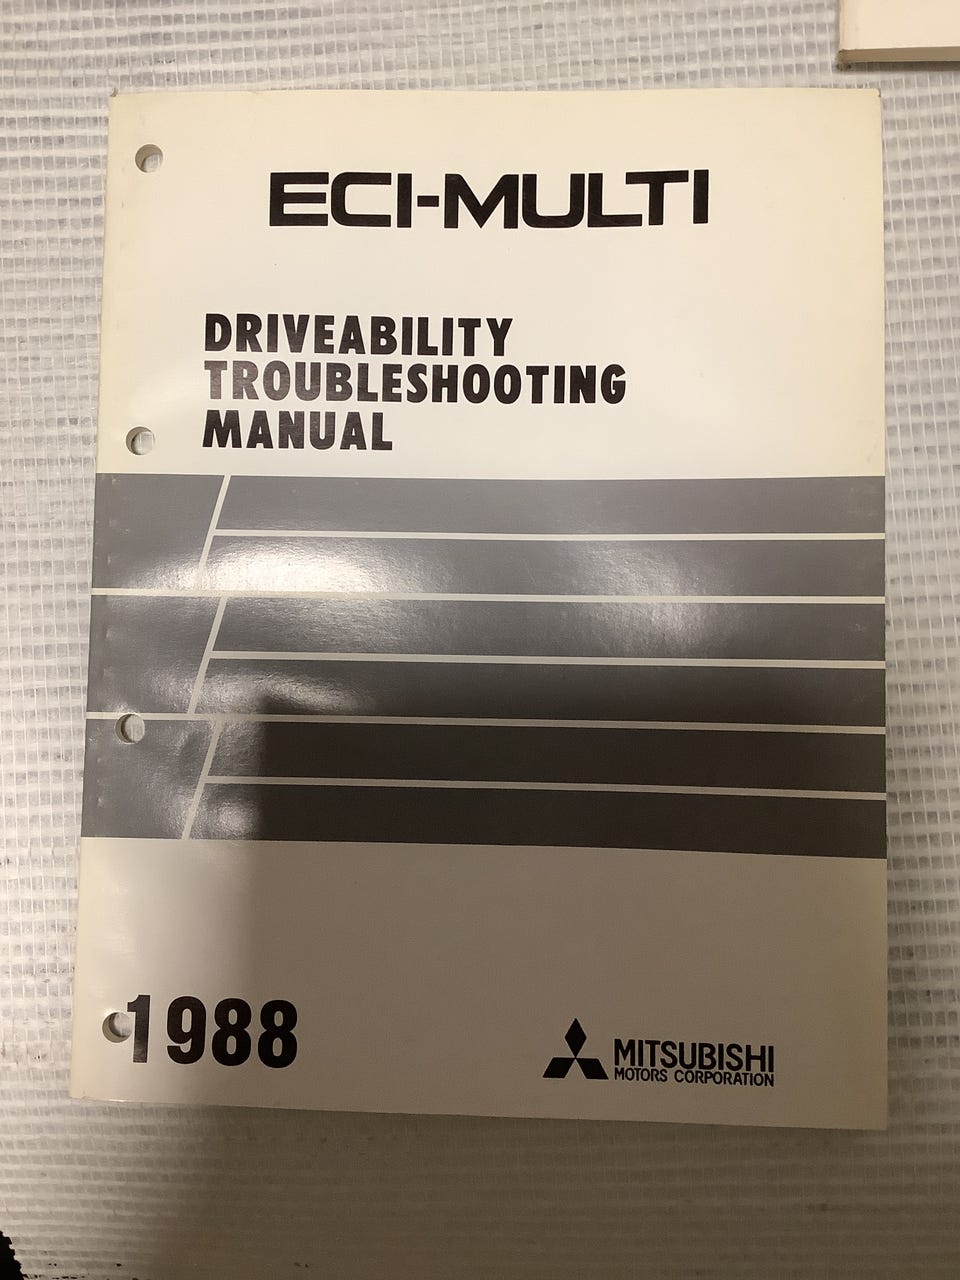 ECI-MULTI
DRIVEABILITY
TROUBLESHOOTING
MANUAL
1988
MITSUBISHI
MOTORS CORPORATION